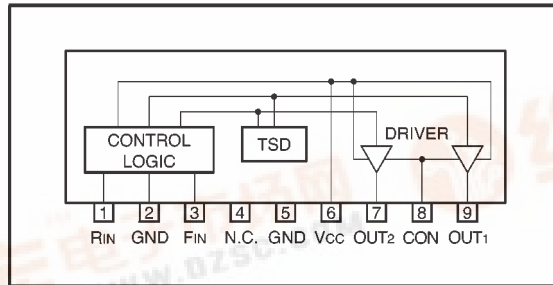 CONTROL
LOGIC
TSD
DRIVER
1 2 3 4 5 6 7 8 9
RIN GND FIN N.C. GND VCC OUT2 CON OUT1